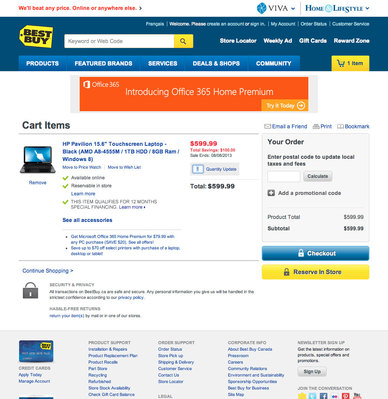 We'll beat any price. Online or anywhere else.
VIVA
HOME & LIFESTYLE
Français
Welcome. Please create an account or sign in.
My Account
Order Status
Customer Service
BEST BUY
Keyword or Web Code
Store Locator
Weekly Ad
Gift Cards
Reward Zone
PRODUCTS
FEATURED BRANDS
SERVICES
DEALS & SHOPS
COMMUNITY
1 item
Office 365
Introducing Office 365 Home Premium
Try it Today
Cart Items
Email a Friend
Print
Bookmark
HP Pavilion 15.6" Touchscreen Laptop -
Black (AMD A8-4555M / 1TB HDD / 6GB Ram /
Windows 8)
Move to Price Watch
Move to Wish List
Remove
Available online
Reservable in store
Learn more
THIS ITEM QUALIFIES FOR 12 MONTHS
SPECIAL FINANCING. Learn more
See all accessories
Get Microsoft Office 365 Home Premium for $79.99 with
any PC purchase (SAVE $20). See all offers!
Save up to $70 off select printers with purchase of a laptop,
desktop or tablet!
$599.99
Total Savings: $100.00
Sale Ends: 08/08/2013
1
Quantity Update
Total: $599.99
Your Order
Enter postal code to update local
taxes and fees
Calculate
Add a promotional code
Product Total
$599.99
Subtotal
$599.99
Checkout
Reserve In Store
Continue Shopping >
SECURITY & PRIVACY
All transactions on BestBuy.ca are safe and secure. Any personal information you give us will be handled in the
strictest confidence according to our privacy policy.
HASSLE-FREE RETURNS
return your item(s) by mail or in any of our stores.
CREDIT CARDS
Apply Today
Manage Account
PRODUCT SUPPORT
Installation & Repairs
Product Replacement Plan
Product Recalls
Part Store
Recycling
Refurbished
Store Stock Availability
Check Gift Card Balance
ORDER SUPPORT
Order Status
Store Pick up
Shipping & Delivery
Customer Service
Contact Us
Store Locator
LEGAL
CORPORATE INFO
About Best Buy Canada
Pressroom
Careers
Community Relations
Environment and Sustainability
Sponsorship Opportunities
Best Buy for Business
Site Map
NEWSLETTER SIGN UP
Get the latest information on
products, special offers and
promotions.
Sign Up
JOIN THE CONVERSATION